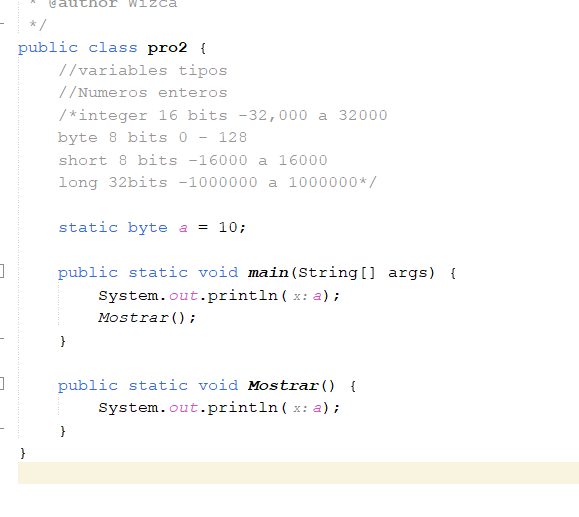 * @author Wizca
*/
public class pro2 {
//variables tipos
//Numeros enteros
/*integer 16 bits -32,000 a 32000
byte 8 bits 0 - 128
short 8 bits -16000 a 16000
long 32bits -1000000 a 1000000*/
static byte a = 10;
public static void main(String[] args) {
System.out.println( x: a);
Mostrar();
}
public static void Mostrar() {
System.out.println( x: a);
}
}